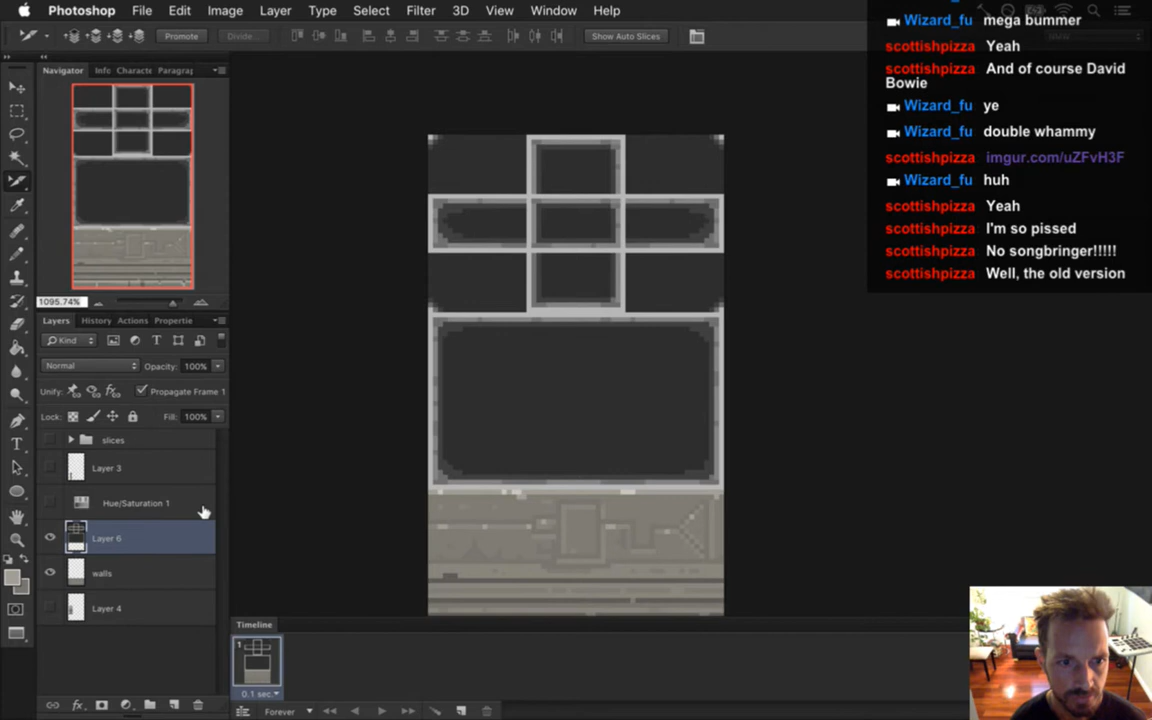 Photoshop File Edit Image Layer Type Select Filter 3D View Window Help
Promote Divide... Show Auto Slices
Navigator Info Characte Paragraj
1095.74%
Layers History Actions Propertie
Kind
Normal Opacity: 100%
Unify: Propagate Frame 1
Lock: Fill: 100%
slices
Layer 3
Hue/Saturation 1
Layer 6
walls
Layer 4
Timeline
1
0.1 sec.
Forever
Wizard_fu mega bummer
scottishpizza Yeah
scottishpizza And of course David
Bowie
Wizard_fu ye
Wizard_fu double whammy
scottishpizza imgur.com/uZFvH3F
Wizard_fu huh
scottishpizza Yeah
scottishpizza I'm so pissed
scottishpizza No songbringer!!!!!
scottishpizza Well, the old version